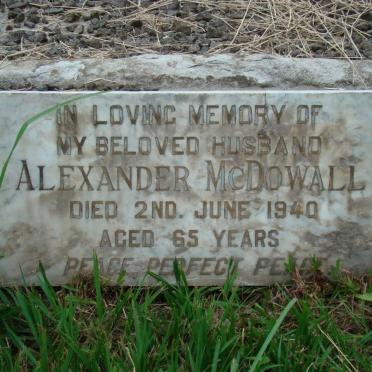 IN LOVING MEMORY OF
MY BELOVED HUSBAND
ALEXANDER McDOWALL
DIED 2ND. JUNE 1940
AGED 65 YEARS
PEACE PERFECT PEACE